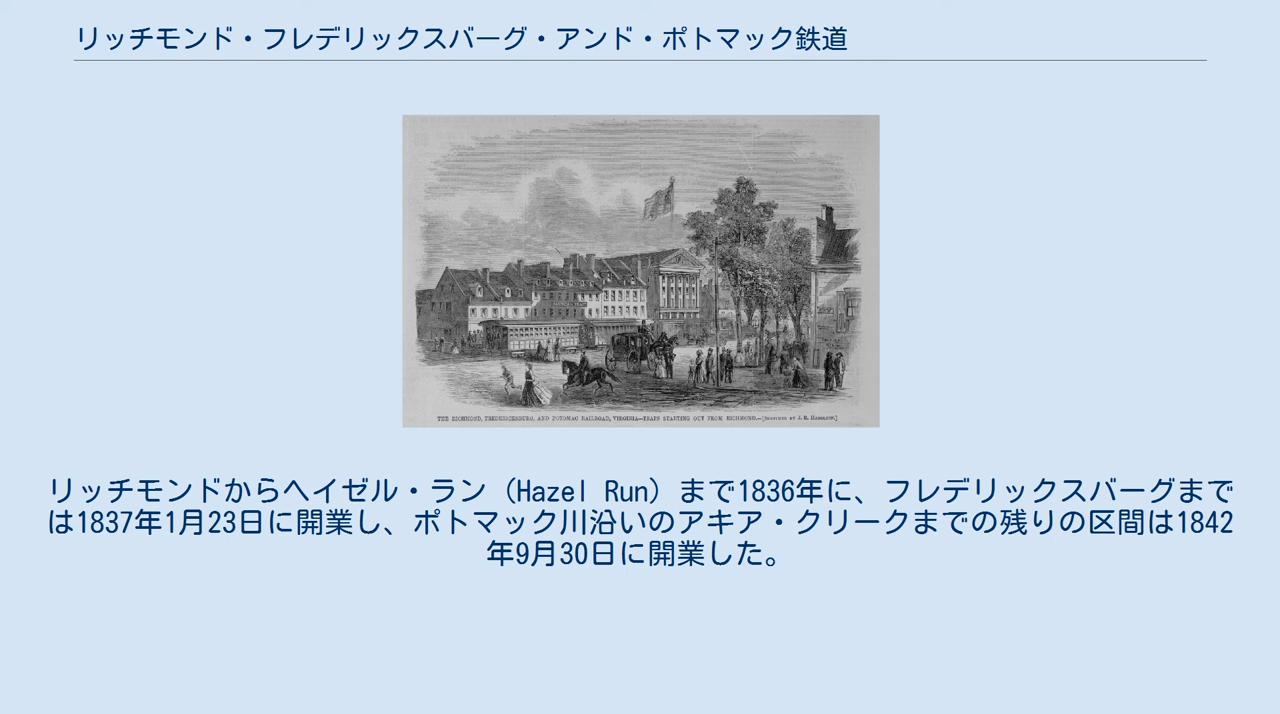 リッチモンド・フレデリックスバーグ・アンド・ポトマック鉄道
THE RICHMOND, FREDERICKSBURG, AND POTOMAC RAILROAD, VIRGINIA—TRAPS STARTING OUT FROM RICHMOND.—[SKETCHED BY J. R. HAMILTON.]
リッチモンドからヘイゼル・ラン（Hazel Run）まで1836年に、フレデリックスバーグまで
は1837年1月23日に開業し、ポトマック川沿いのアキア・クリークまでの残りの区間は1842
年9月30日に開業した。